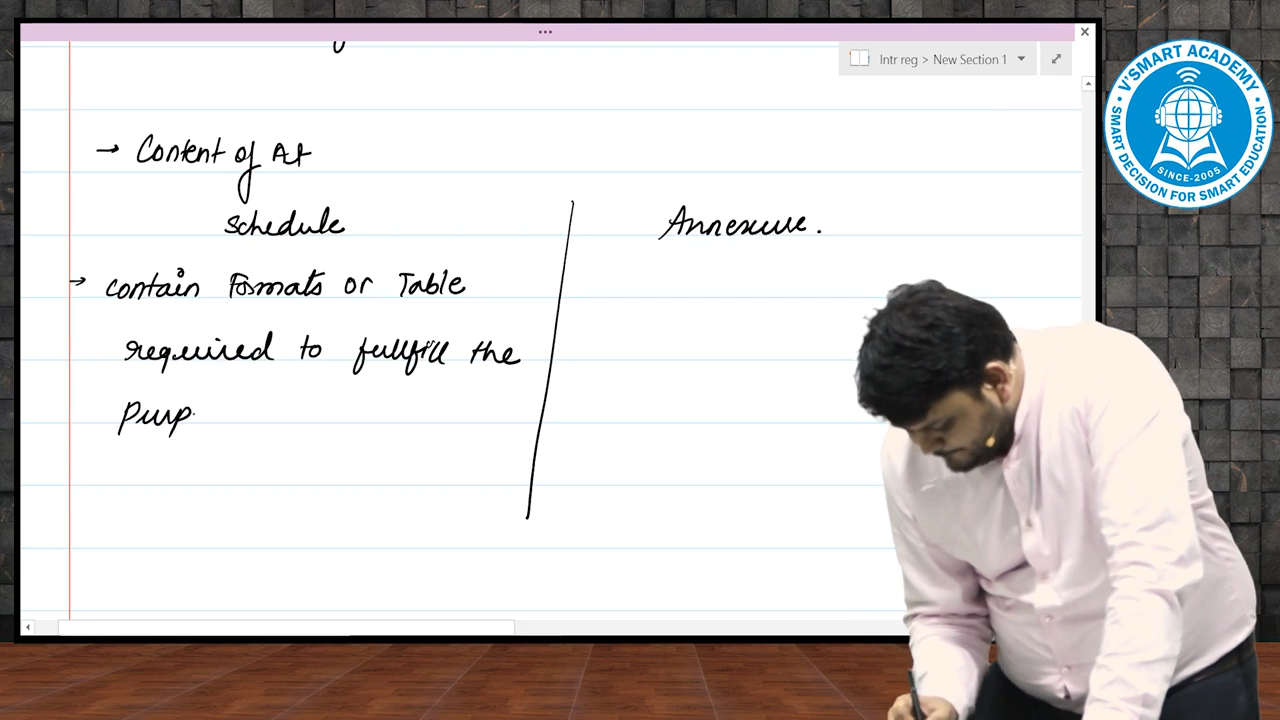 Intr reg > New Section 1
→ Content of Act
Schedule
Annexure.
→ contain Formats or Table
required to fullfill the
Purp
V'SMART ACADEMY
SINCE-2005
SMART DECISION FOR SMART EDUCATION